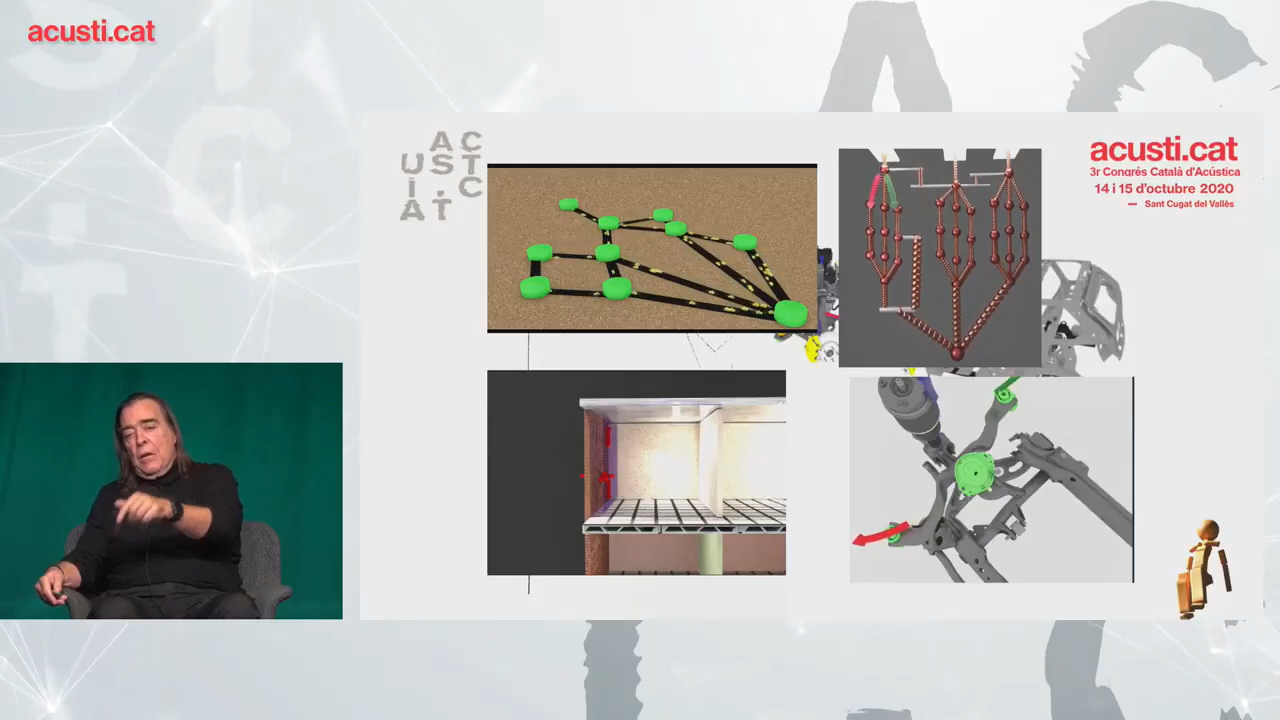 acusti.cat
AC
UST
I.C
AT
acusti.cat
3r Congrés Català d'Acústica
14 i 15 d'octubre 2020
Sant Cugat del Vallès